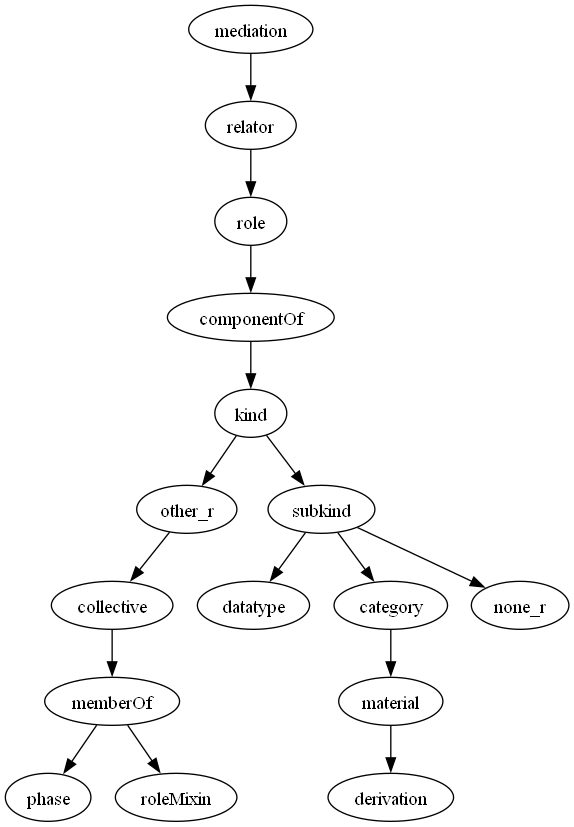 mediation
relator
role
componentOf
kind
other_r
subkind
collective
datatype
category
none_r
memberOf
material
phase
roleMixin
derivation